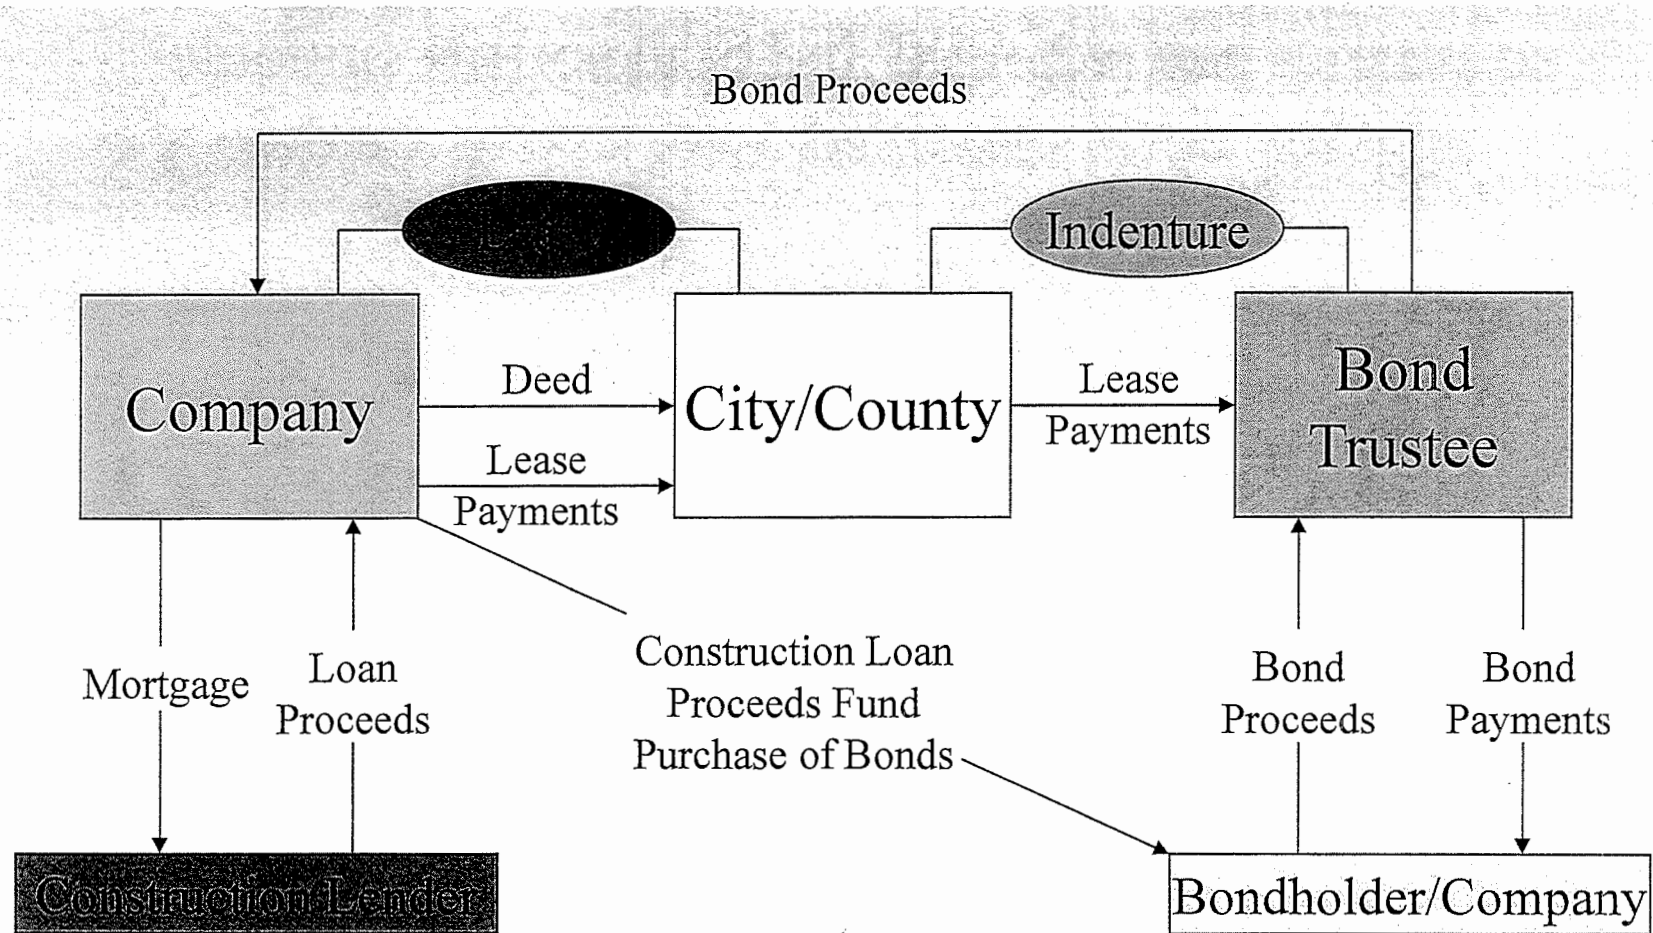 Bond Proceeds
Indenture
Company
Deed
Lease
Payments
City/County
Lease
Payments
Bond
Trustee
Mortgage
Loan
Proceeds
Construction Loan
Proceeds Fund
Purchase of Bonds
Bond
Proceeds
Bond
Payments
Construction Lender
Bondholder/Company